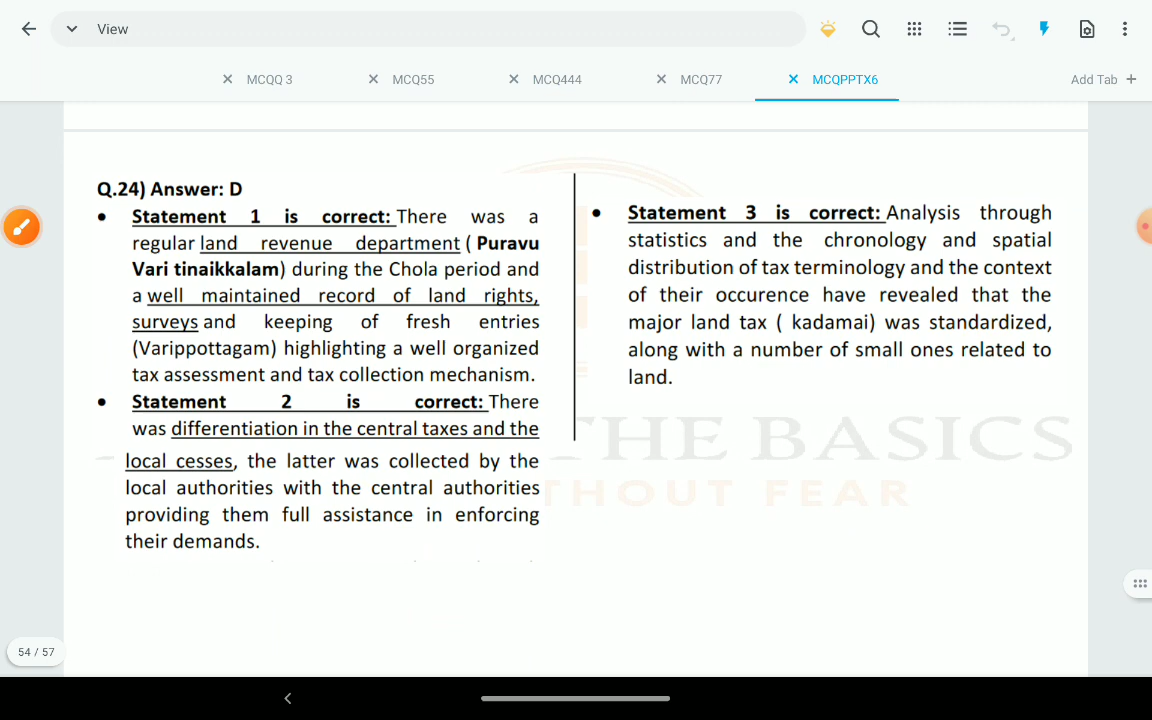 View
MCQQ 3
MCQ55
MCQ444
MCQ77
MCQPPTX6
Add Tab +
Q.24) Answer: D
• Statement 1 is correct: There was a
regular land revenue department ( Puravu
Vari tinaikkalam) during the Chola period and
a well maintained record of land rights,
surveys and keeping of fresh entries
(Varippottagam) highlighting a well organized
tax assessment and tax collection mechanism.
• Statement 2 is correct: There
was differentiation in the central taxes and the
local cesses, the latter was collected by the
local authorities with the central authorities
providing them full assistance in enforcing
their demands.
• Statement 3 is correct: Analysis through
statistics and the chronology and spatial
distribution of tax terminology and the context
of their occurence have revealed that the
major land tax ( kadamai) was standardized,
along with a number of small ones related to
land.
THE BASICS
THOUT FEAR
54 / 57